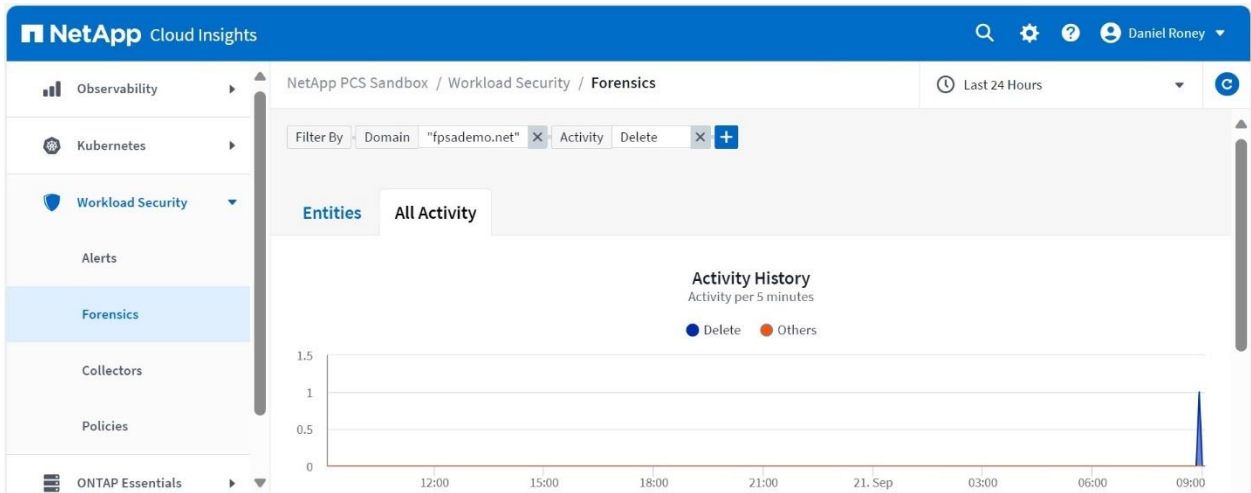 NetApp Cloud Insights
Daniel Roney
Observability
Kubernetes
Workload Security
Alerts
Forensics
Collectors
Policies
ONTAP Essentials
NetApp PCS Sandbox / Workload Security / Forensics
Last 24 Hours
Filter By Domain "fpsademo.net" Activity Delete
Entities All Activity
Activity History
Activity per 5 minutes
Delete Others
1.5
1
0.5
0
12:00 15:00 18:00 21:00 21. Sep 03:00 06:00 09:00